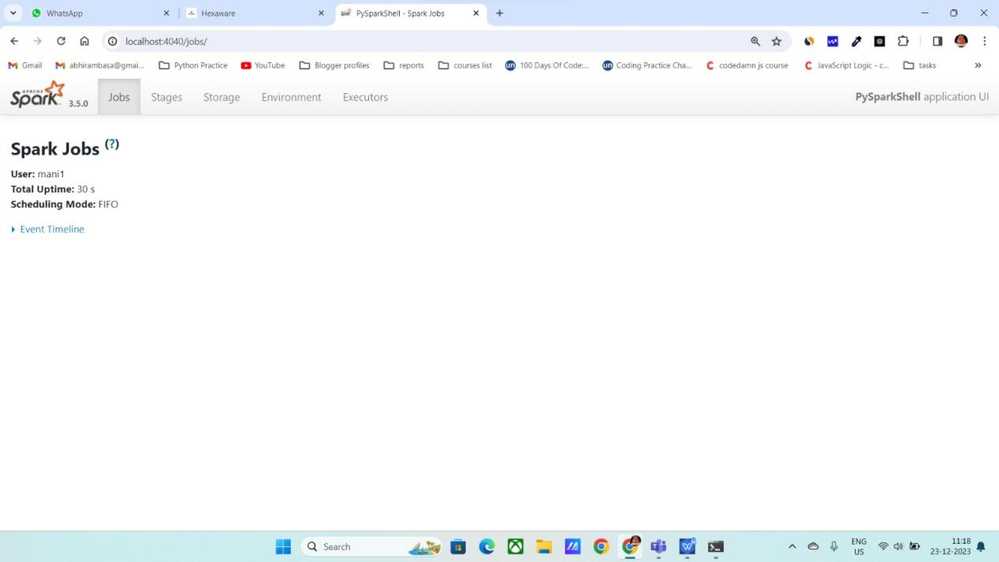 WhatsApp
Hexaware
PySparkShell - Spark Jobs
localhost:4040/jobs/
Gmail
abhirambasa@gmai...
Python Practice
YouTube
Blogger profiles
reports
courses list
un 100 Days Of Code:...
un Coding Practice Cha...
C codedamn js course
C JavaScript Logic - c...
tasks
APACHE Spark 3.5.0
Jobs
Stages
Storage
Environment
Executors
PySparkShell application UI
Spark Jobs (?)
User: mani1
Total Uptime: 30 s
Scheduling Mode: FIFO
Event Timeline
Search
ENG
US
11:18
23-12-2023